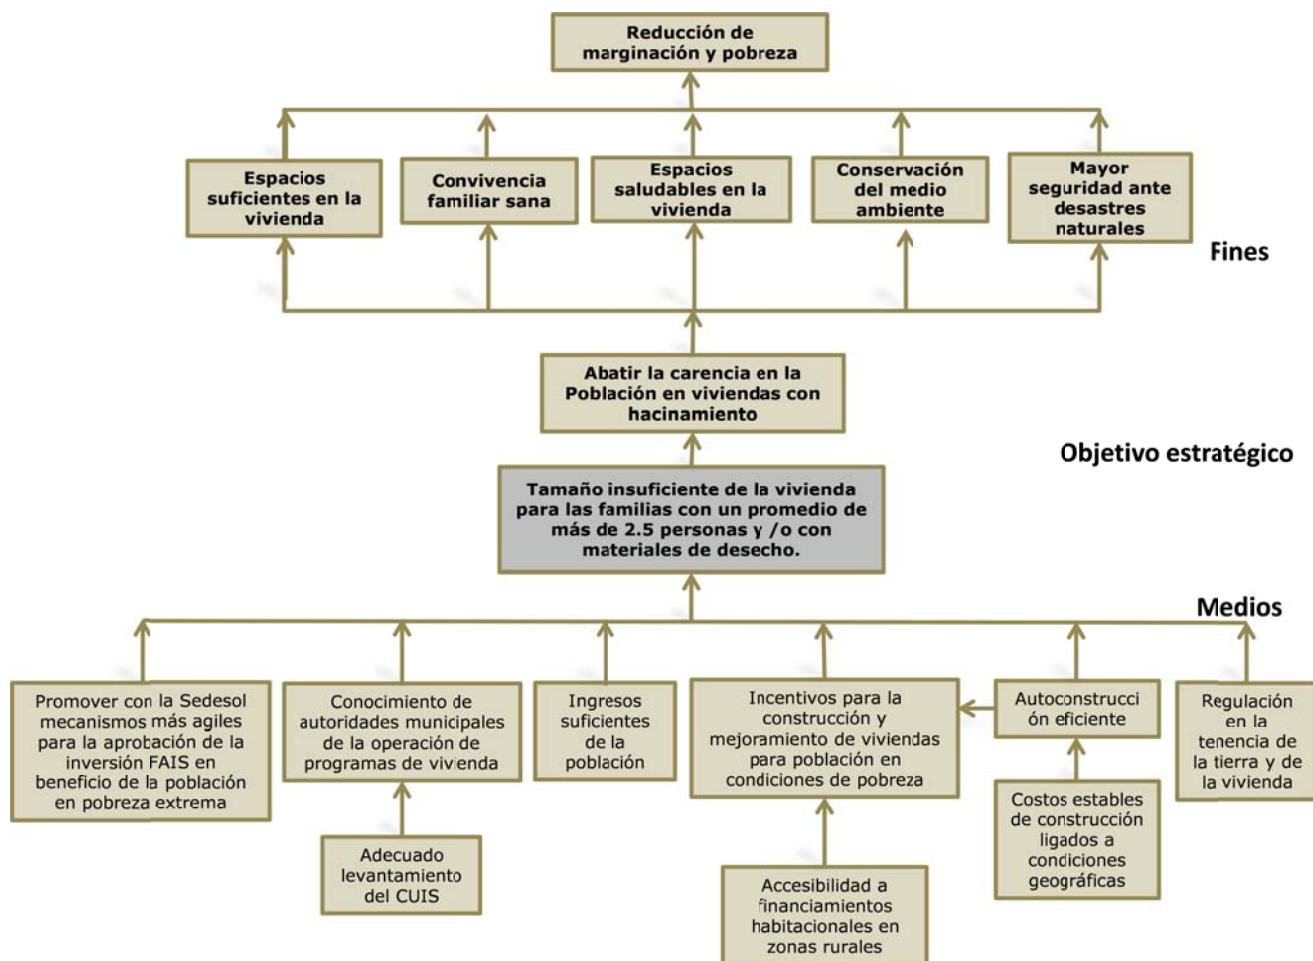 Reducción de
marginación y pobreza
Espacios
suficientes en la
vivienda
Convivencia
familiar sana
Espacios
saludables en la
vivienda
Conservación
del medio
ambiente
Mayor
seguridad ante
desastres
naturales
Fines
Abatir la carencia en la
Población en viviendas con
hacinamiento
Objetivo estratégico
Tamaño insuficiente de la vivienda
para las familias con un promedio de
más de 2.5 personas y /o con
materiales de desecho.
Medios
Promover con la Sedesol
mecanismos más agiles
para la aprobación de la
inversión FAIS en
beneficio de la población
en pobreza extrema
Conocimiento de
autoridades municipales
de la operación de
programas de vivienda
Ingresos
suficientes
de la
población
Incentivos para la
construcción y
mejoramiento de viviendas
para población en
condiciones de pobreza
Autoconstrucci
ón eficiente
Regulación
en la
tenencia de
la tierra y de
la vivienda
Adecuado
levantamiento
del CUIS
Accesibilidad a
financiamientos
habitacionales en
zonas rurales
Costos estables
de construcción
ligados a
condiciones
geográficas